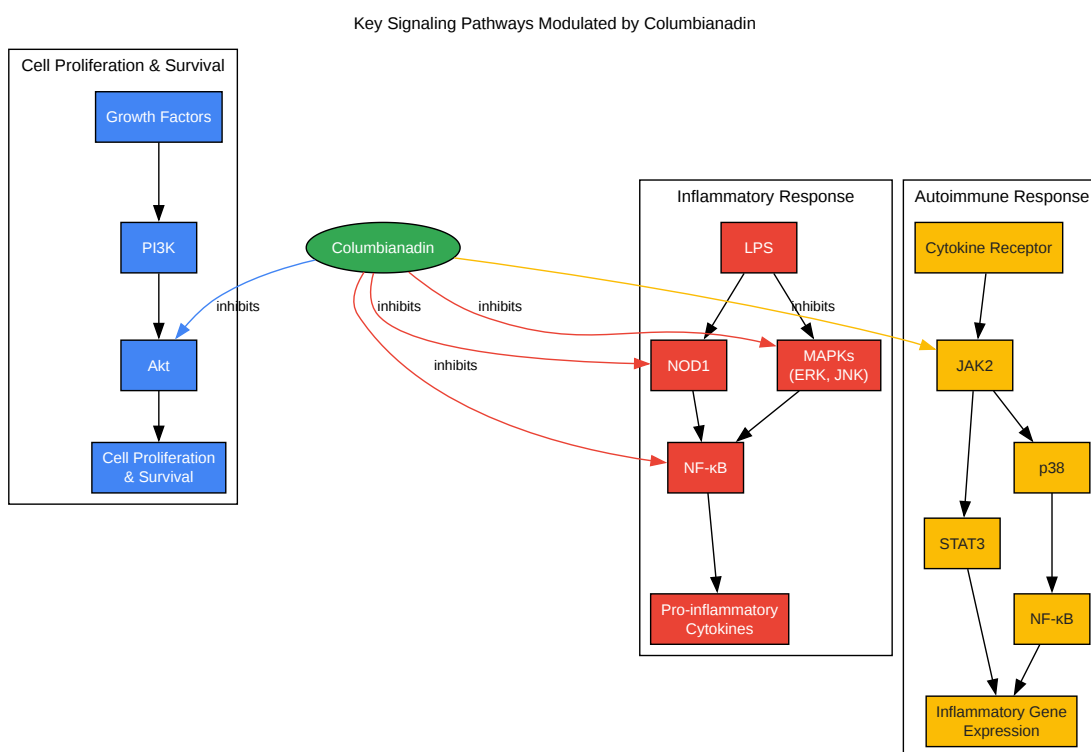 Key Signaling Pathways Modulated by Columbianadin
Cell Proliferation & Survival
Growth Factors
PI3K
Akt
Cell Proliferation
& Survival
Columbianadin
inhibits
inhibits
inhibits
inhibits
inhibits
Inflammatory Response
LPS
NOD1
MAPKs
(ERK, JNK)
NF-κB
Pro-inflammatory
Cytokines
Autoimmune Response
Cytokine Receptor
JAK2
p38
STAT3
NF-κB
Inflammatory Gene
Expression